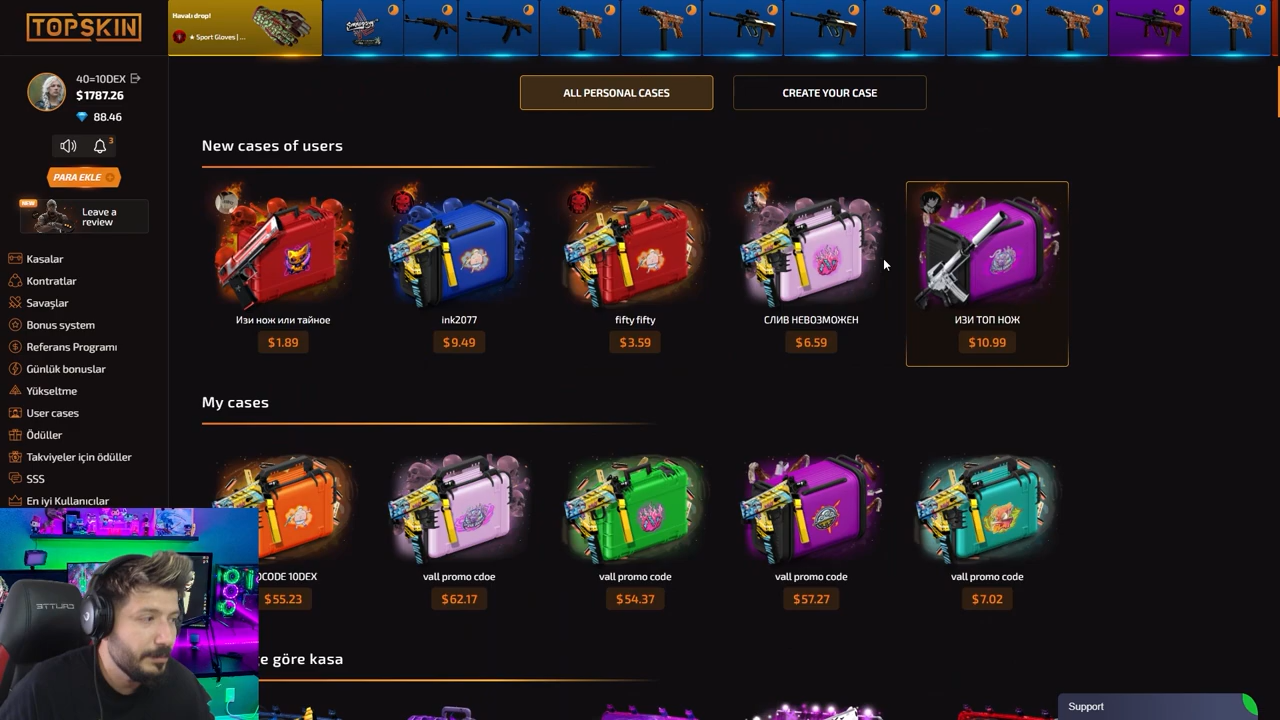 TOPSKIN
Havalı drop!
★ Sport Gloves | ...
40=10DEX
$1787.26
88.46
3
PARA EKLE
NEW
Leave a
review
Kasalar
Kontratlar
Savaşlar
Bonus system
Referans Programı
Günlük bonuslar
Yükseltme
User cases
Ödüller
Takviyeler için ödüller
SSS
En iyi Kullanıcılar
ALL PERSONAL CASES
CREATE YOUR CASE
New cases of users
Изи нож или тайное
$1.89
ink2077
$9.49
fifty fifty
$3.59
СЛИВ НЕВОЗМОЖЕН
$6.59
ИЗИ ТОП НОЖ
$10.99
My cases
OCODE 10DEX
$55.23
vall promo cdoe
$62.17
vall promo code
$54.37
vall promo code
$57.27
vall promo code
$7.02
e göre kasa
Support